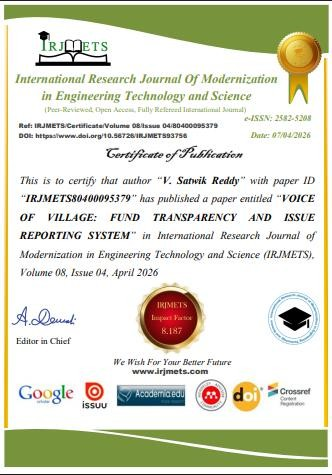 IRJMETS
International Research Journal Of Modernization
in Engineering Technology and Science
(Peer-Reviewed, Open Access, Fully Refereed International Journal)
e-ISSN: 2582-5208
Ref: IRJMETS/Certificate/Volume 08/Issue 04/80400095379
DOI: https://www.doi.org/10.56726/IRJMETS93756
Date: 07/04/2026
Certificate of Publication
This is to certify that author "V. Satwik Reddy" with paper ID
"IRJMETS80400095379" has published a paper entitled "VOICE
OF VILLAGE: FUND TRANSPARENCY AND ISSUE
REPORTING SYSTEM" in International Research Journal of
Modernization in Engineering Technology and Science (IRJMETS),
Volume 08, Issue 04, April 2026
Editor in Chief
IRJMETS
Impact Factor
8.187
We Wish For Your Better Future
www.irjmets.com
Google
scholar
issuu
Academia.edu
doi
Crossref
Content
Registration